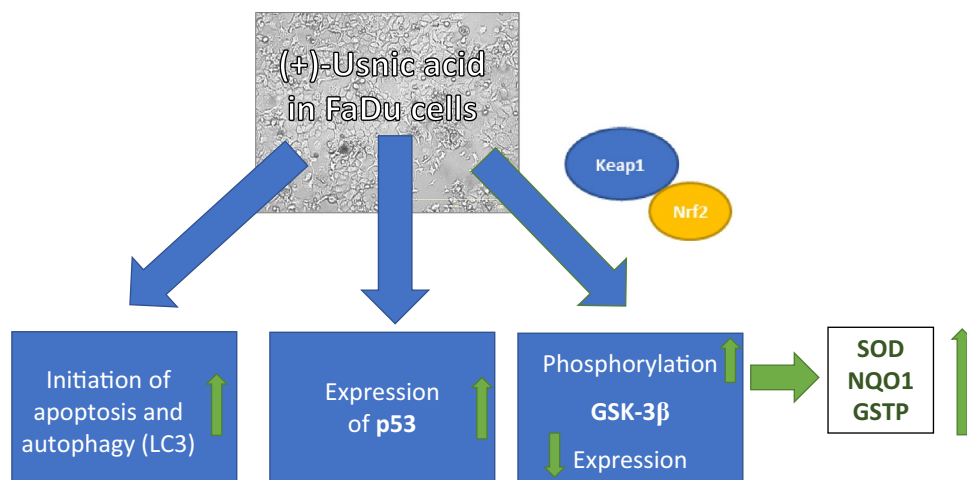 (+)-Usnic acid
in FaDu cells
Keap1
Nrf2
Initiation of
apoptosis and
autophagy (LC3)
Expression
of p53
Phosphorylation
GSK-3β
Expression
SOD
NQO1
GSTP